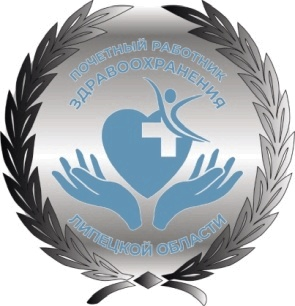 ПОЧЕТНЫЙ РАБОТНИК
ЗДРАВООХРАНЕНИЯ
ЛИПЕЦКОЙ ОБЛАСТИ